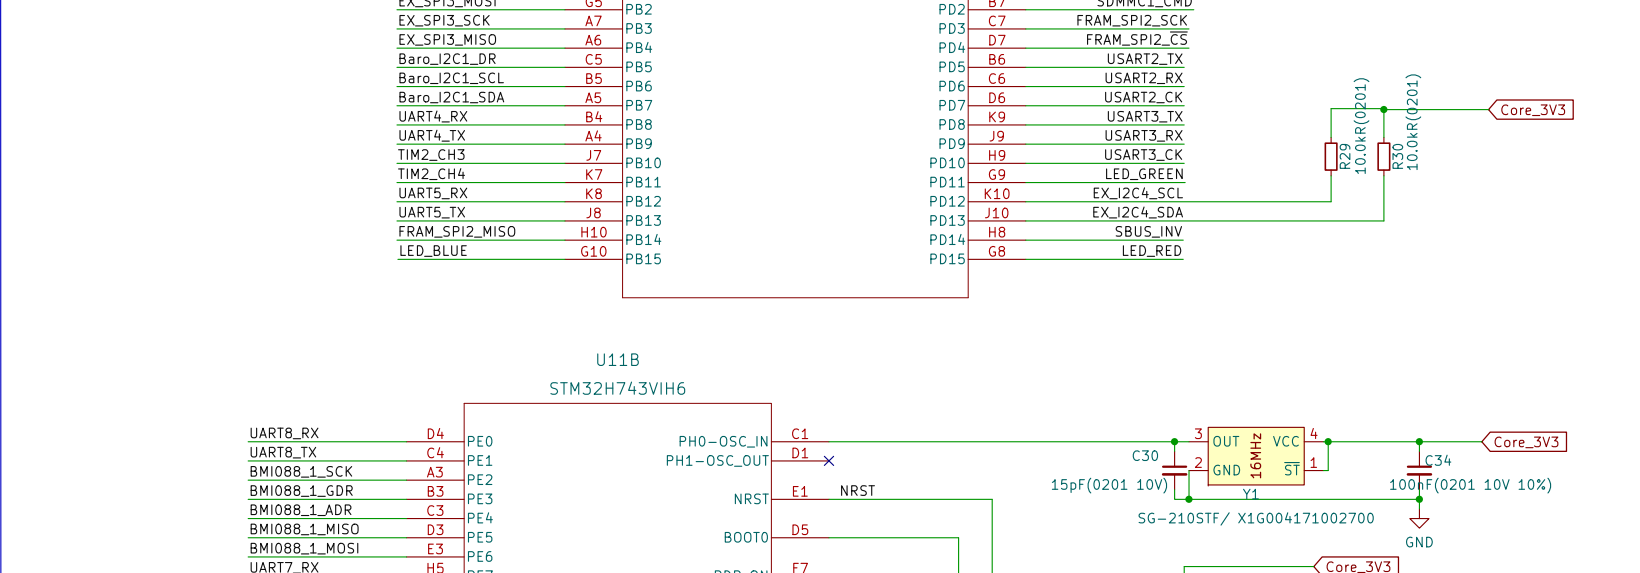 EX_SPI3_MOSI G5 PB2 PD2 B7 SDMMC1_CMD
EX_SPI3_SCK A7 PB3 PD3 C7 FRAM_SPI2_SCK
EX_SPI3_MISO A6 PB4 PD4 D7 FRAM_SPI2_CS
Baro_I2C1_DR C5 PB5 PD5 B6 USART2_TX
Baro_I2C1_SCL B5 PB6 PD6 C6 USART2_RX
Baro_I2C1_SDA A5 PB7 PD7 D6 USART2_CK
UART4_RX B4 PB8 PD8 K9 USART3_TX
UART4_TX A4 PB9 PD9 J9 USART3_RX
TIM2_CH3 J7 PB10 PD10 H9 USART3_CK
TIM2_CH4 K7 PB11 PD11 G9 LED_GREEN
UART5_RX K8 PB12 PD12 K10 EX_I2C4_SCL
UART5_TX J8 PB13 PD13 J10 EX_I2C4_SDA
FRAM_SPI2_MISO H10 PB14 PD14 H8 SBUS_INV
LED_BLUE G10 PB15 PD15 G8 LED_RED
R29
10.0kR(0201)
R30
10.0kR(0201)
Core_3V3
U11B
STM32H743VIH6
UART8_RX D4 PE0 PH0-OSC_IN C1
UART8_TX C4 PE1 PH1-OSC_OUT D1
BMI088_1_SCK A3 PE2
BMI088_1_GDR B3 PE3 NRST E1 NRST
BMI088_1_ADR C3 PE4
BMI088_1_MISO D3 PE5 BOOT0 D5
BMI088_1_MOSI E3 PE6
UART7_RX H5
3 OUT VCC 4 Core_3V3
16MHz
2 GND ST 1
C30
15pF(0201 10V)
C34
100nF(0201 10V 10%)
Y1
SG-210STF/ X1G004171002700
GND
Core_3V3